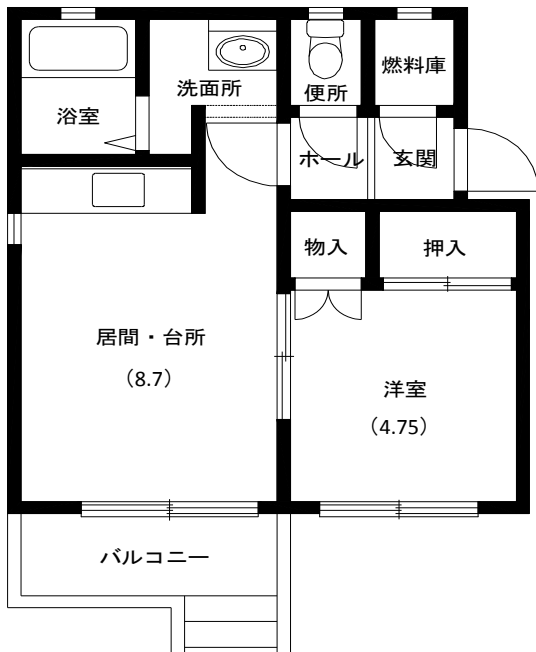 洗面所
便所
燃料庫
浴室
ホール
玄関
物入
押入
居間・台所
（8.7）
洋室
（4.75）
バルコニー